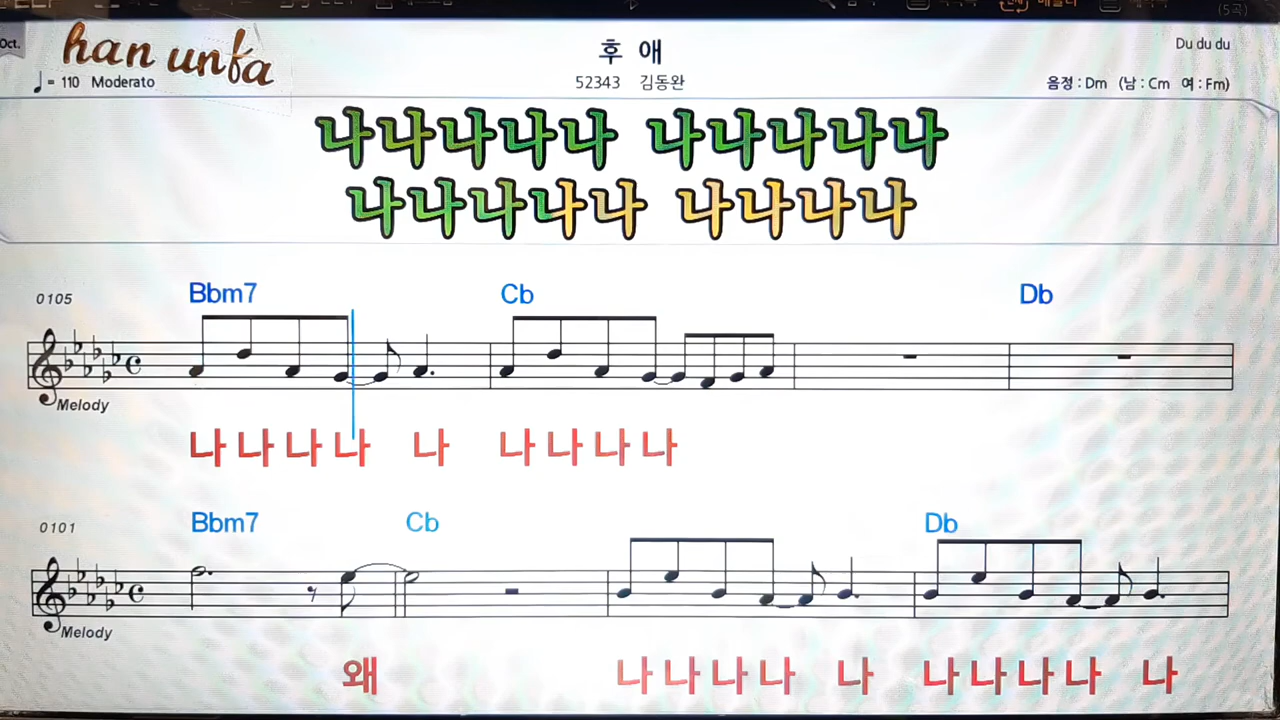 (5곡)
Oct.
han unfa
후 애
Du du du
= 110 Moderato
52343 김동완
음정 : Dm (남 : Cm 여 : Fm)
나나나나나 나나나나나
나나나나나 나나나나
0105
Bbm7 Cb Db
Melody
나 나 나 나 나 나 나 나 나
0101
Bbm7 Cb Db
Melody
왜 나 나 나 나 나 나 나 나 나 나